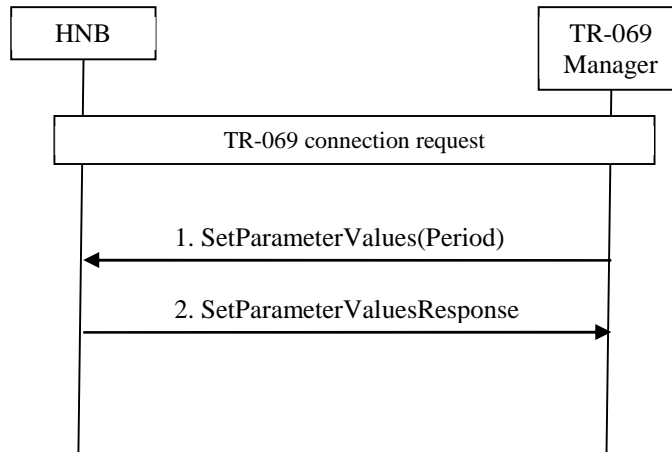 HNB
TR-069
Manager
TR-069 connection request
1. SetParameterValues(Period)
2. SetParameterValuesResponse